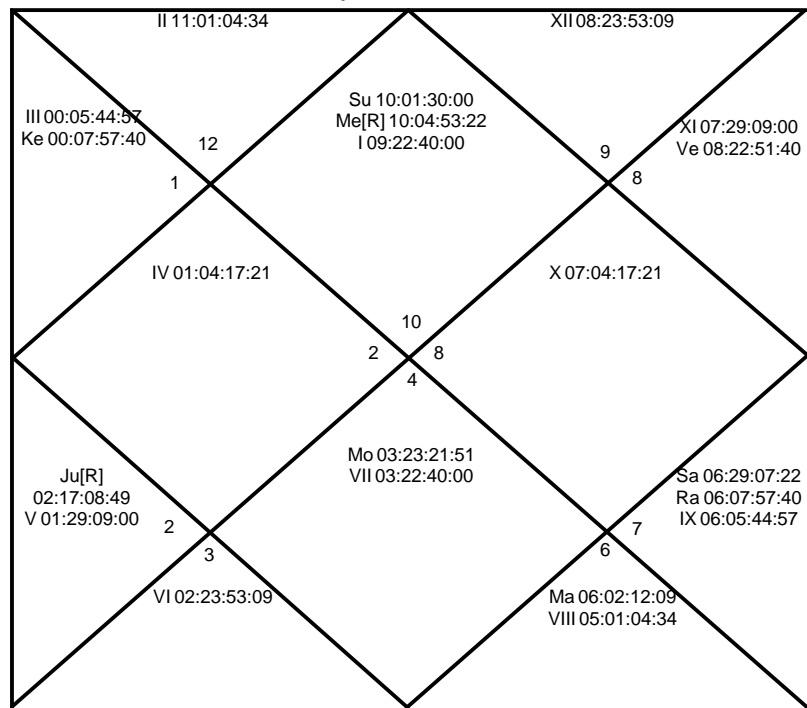 II 11:01:04:34
XII 08:23:53:09
III 00:05:44:57
Ke 00:07:57:40
12
1
Su 10:01:30:00
Me[R] 10:04:53:22
I 09:22:40:00
9
8
XI 07:29:09:00
Ve 08:22:51:40
IV 01:04:17:21
X 07:04:17:21
10
2
8
4
Ju[R]
02:17:08:49
V 01:29:09:00
2
3
Mo 03:23:21:51
VII 03:22:40:00
Sa 06:29:07:22
Ra 06:07:57:40
IX 06:05:44:57
7
6
VI 02:23:53:09
Ma 06:02:12:09
VIII 05:01:04:34